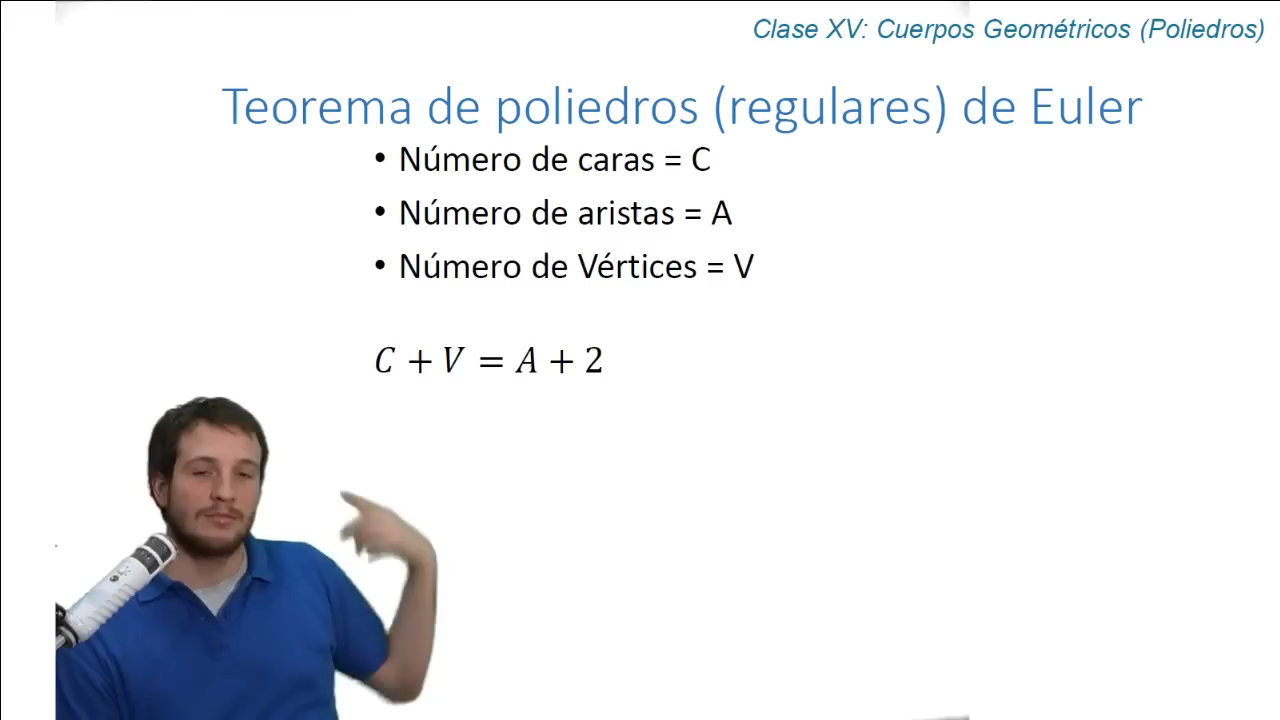 Clase XV: Cuerpos Geométricos (Poliedros)
Teorema de poliedros (regulares) de Euler
• Número de caras = C
• Número de aristas = A
• Número de Vértices = V
C + V = A + 2